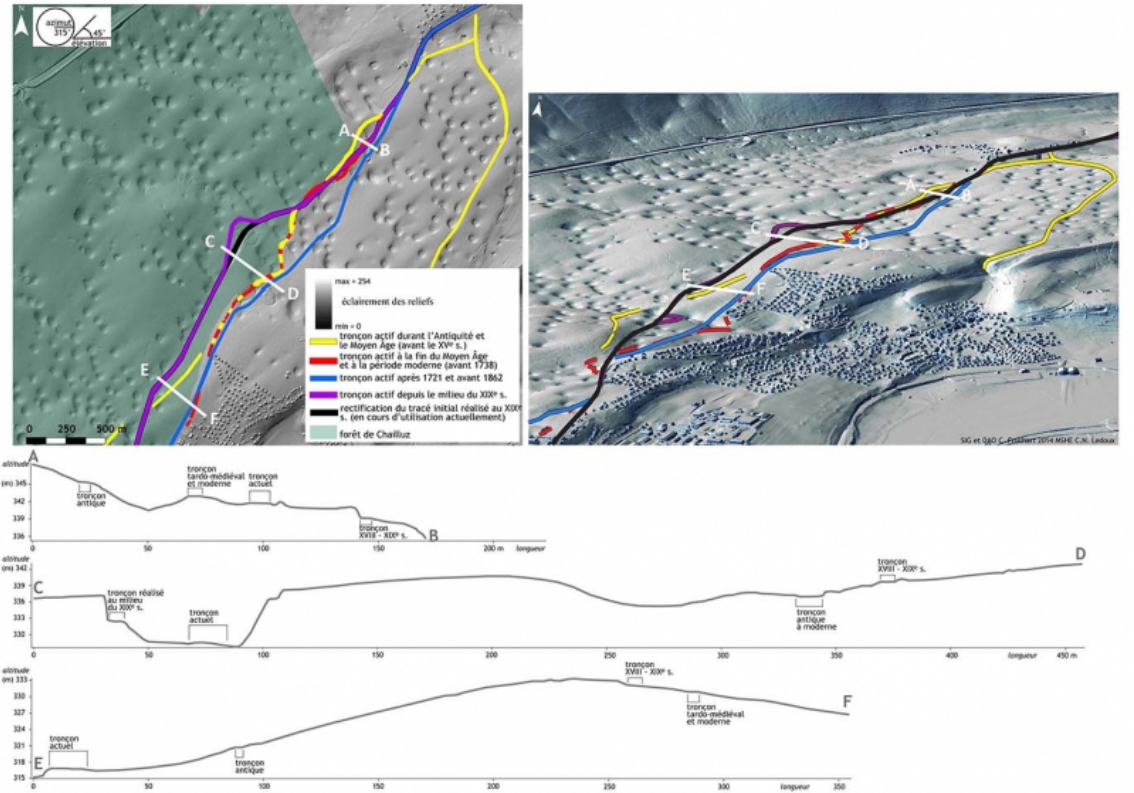 N
azimut
315°
45°
élévation
A
B
C
D
E
F
max = 254
éclairement des reliefs
min = 0
tronçon actif durant l'Antiquité et
le Moyen Âge (avant le XVe s.)
tronçon actif à la fin du Moyen Âge
et à la période moderne (avant 1738)
tronçon actif après 1721 et avant 1862
tronçon actif depuis le milieu du XIXe s.
rectification du tracé initial réalisé au XIXe
s. (en cours d'utilisation actuellement)
forêt de Chailluz
0 250 500 m
A
B
C
D
E
F
SIG et DAO C. Fruchart 2014 MSHE C.N. Ledoux
A
altitude
(m)
345
342
339
336
tronçon
antique
tronçon
tardo-médiéval
et moderne
tronçon
actuel
tronçon
XVIII - XIXe s.
B
0 50 100 150 200 m longueur
altitude
(m)
342
339
336
333
330
C
tronçon réalisé
au milieu
du XIXe s.
tronçon
actuel
tronçon
antique
à moderne
tronçon
XVIII - XIXe s.
D
0 50 100 150 200 250 300 350 400 longueur 450 m
altitude
(m)
333
330
327
324
321
318
315
E
tronçon
actuel
tronçon
antique
tronçon
XVIII - XIXe s.
tronçon
tardo-médiéval
et moderne
F
0 50 100 150 200 250 300 longueur 350